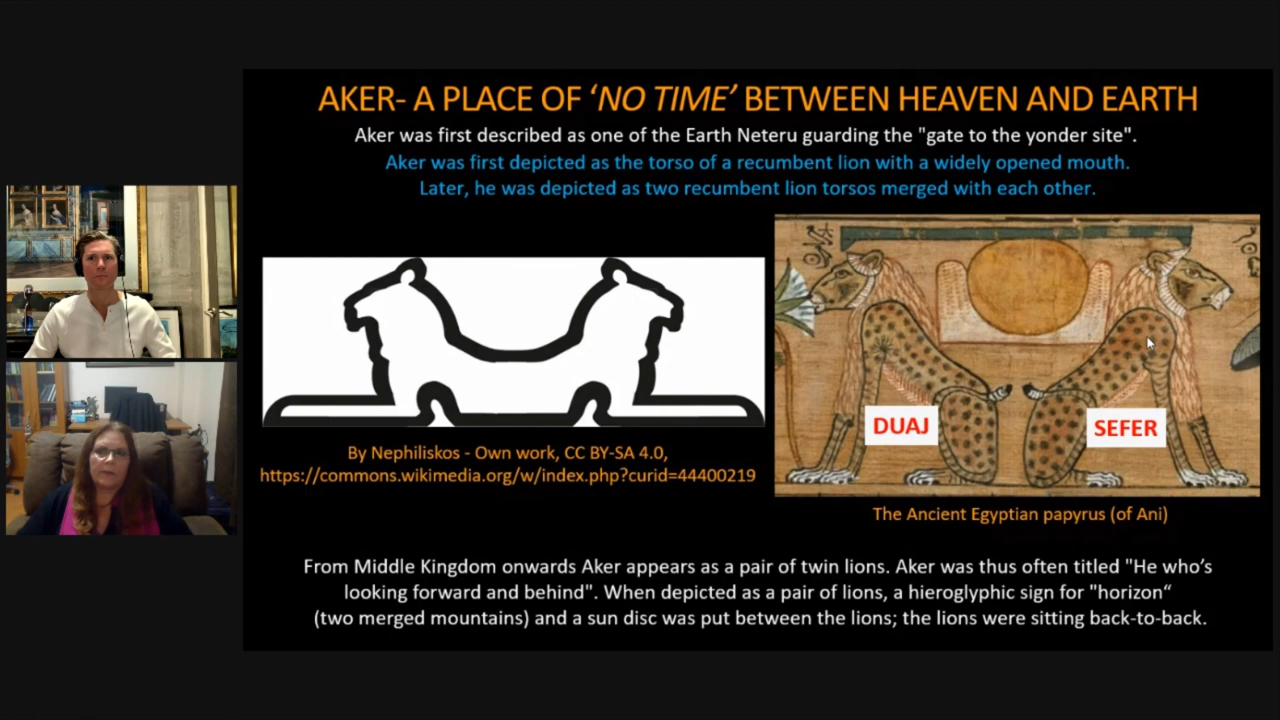 AKER- A PLACE OF ‘NO TIME’ BETWEEN HEAVEN AND EARTH
Aker was first described as one of the Earth Neteru guarding the "gate to the yonder site".
Aker was first depicted as the torso of a recumbent lion with a widely opened mouth.
Later, he was depicted as two recumbent lion torsos merged with each other.
DUAJ
SEFER
By Nephiliskos - Own work, CC BY-SA 4.0,
https://commons.wikimedia.org/w/index.php?curid=44400219
The Ancient Egyptian papyrus (of Ani)
From Middle Kingdom onwards Aker appears as a pair of twin lions. Aker was thus often titled "He who’s
looking forward and behind". When depicted as a pair of lions, a hieroglyphic sign for "horizon“
(two merged mountains) and a sun disc was put between the lions; the lions were sitting back-to-back.